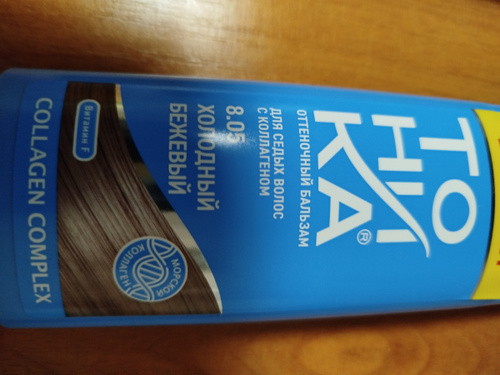 ТО
НИ
КА®
ОТТЕНОЧНЫЙ БАЛЬЗАМ
ДЛЯ СЕДЫХ ВОЛОС
С КОЛЛАГЕНОМ
8.05
ХОЛОДНЫЙ
БЕЖЕВЫЙ
Витамин F
МОРСКОЙ
КОЛЛАГЕН
COLLAGEN COMPLEX